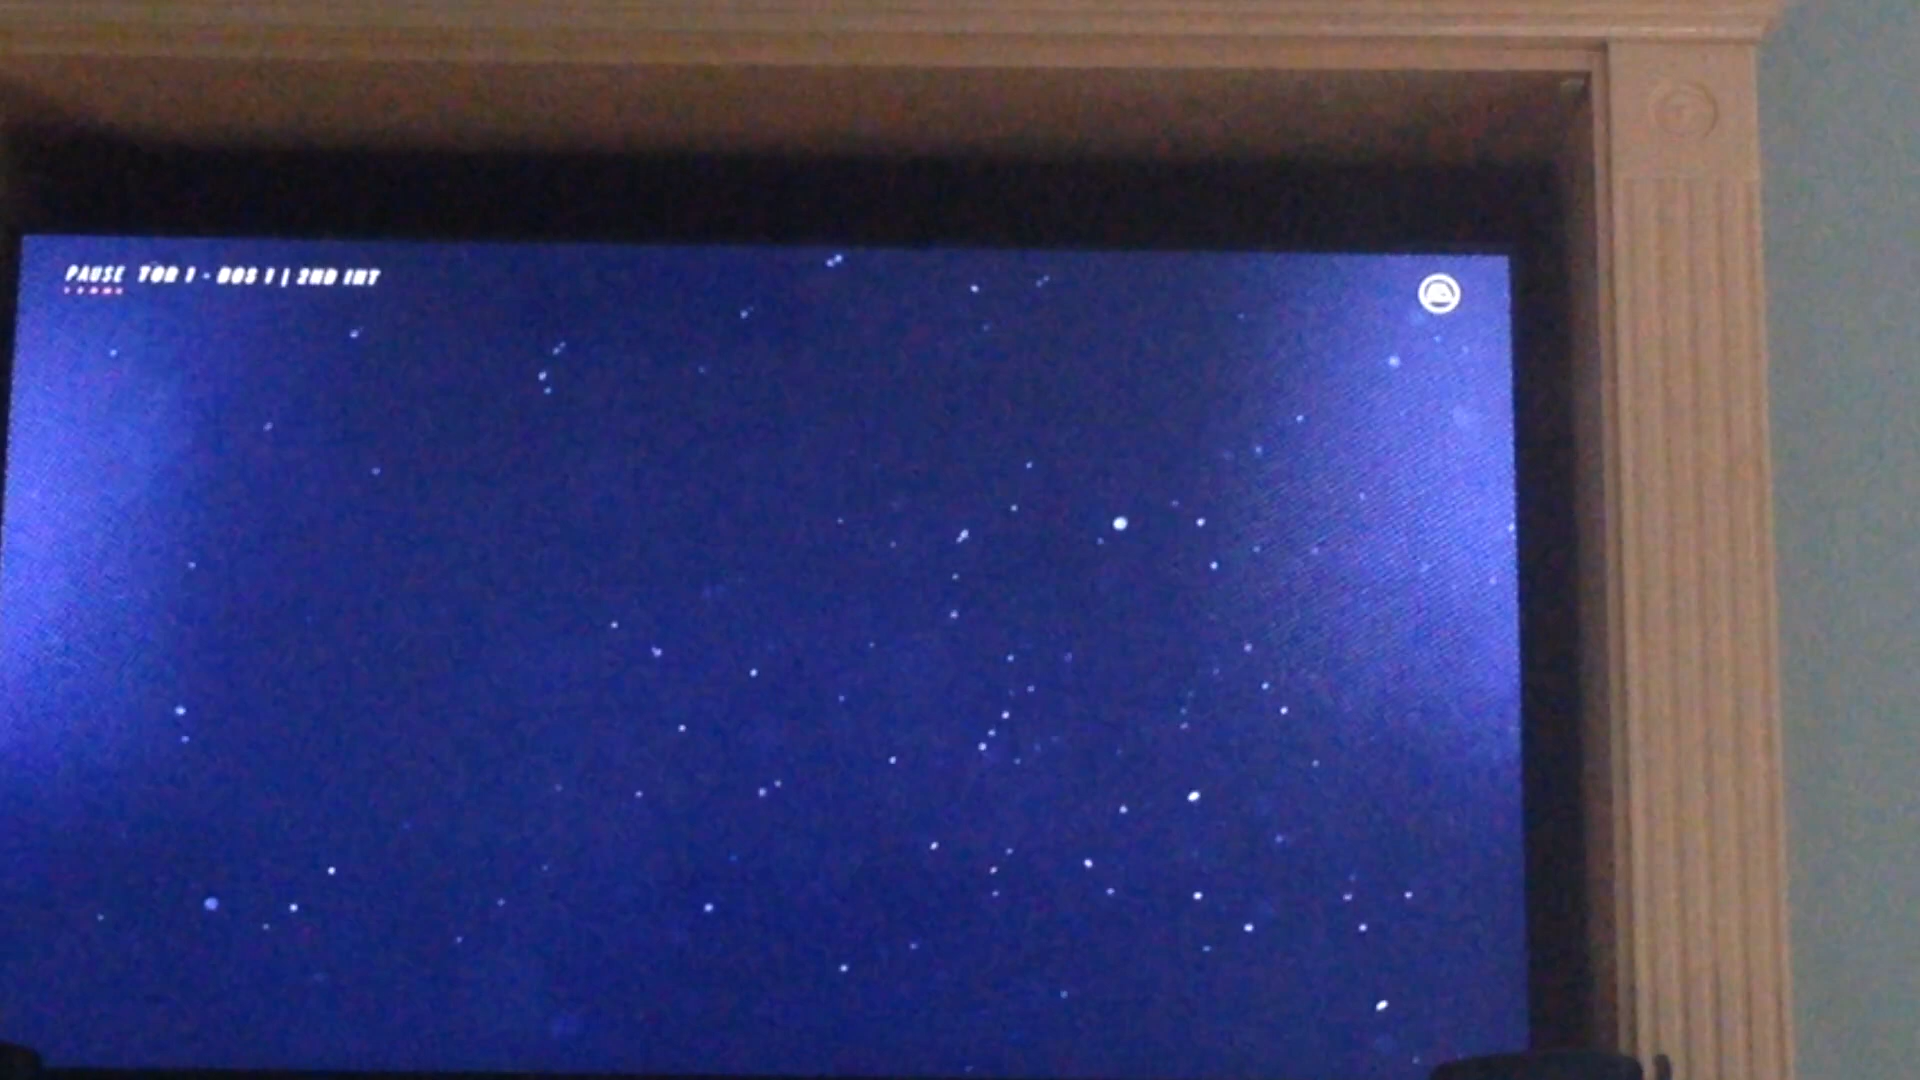 PAUSE TOR 1 - BOS 1 | 2ND INT